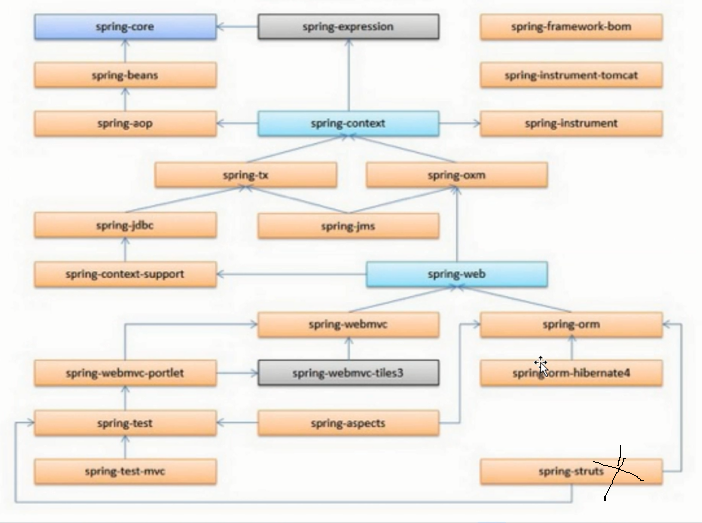 spring-core
spring-expression
spring-framework-bom
spring-beans
spring-instrument-tomcat
spring-aop
spring-context
spring-instrument
spring-tx
spring-oxm
spring-jdbc
spring-jms
spring-context-support
spring-web
spring-webmvc
spring-orm
spring-webmvc-portlet
spring-webmvc-tiles3
spring-orm-hibernate4
spring-test
spring-aspects
spring-test-mvc
spring-struts